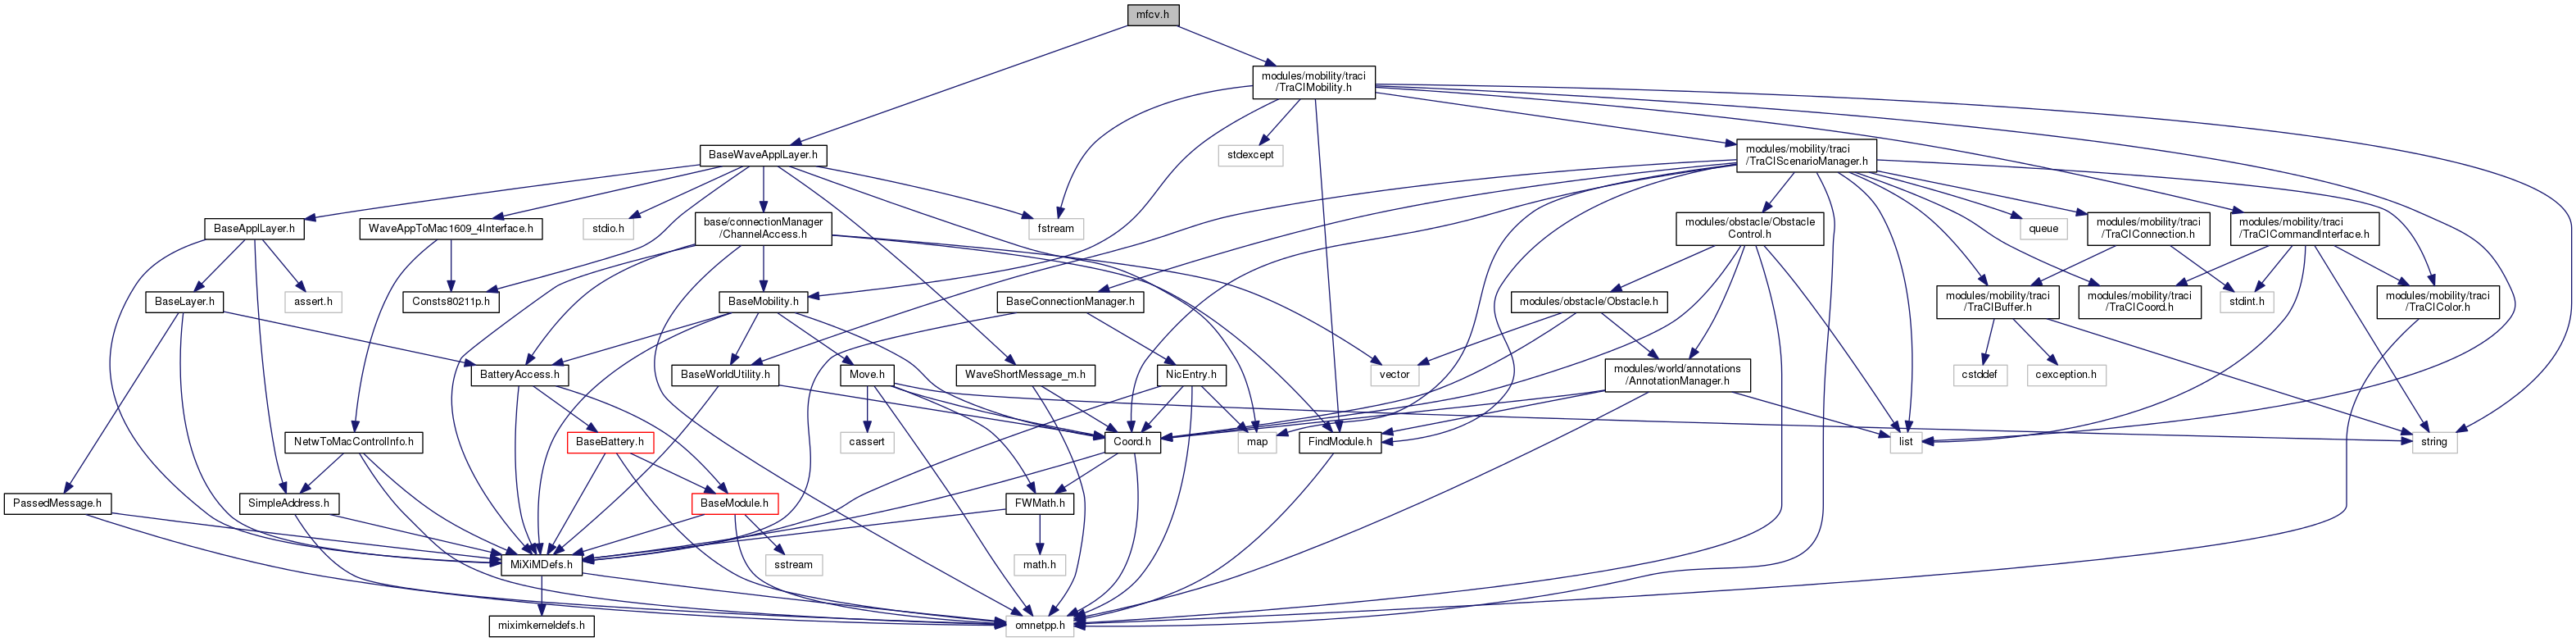 mfcv.h
modules/mobility/traci
/TraCIMobility.h
BaseWaveApplLayer.h
stdexcept
modules/mobility/traci
/TraCIScenarioManager.h
BaseApplLayer.h
WaveAppToMac1609_4Interface.h
stdio.h
base/connectionManager
/ChannelAccess.h
fstream
modules/obstacle/Obstacle
Control.h
queue
modules/mobility/traci
/TraCIConnection.h
modules/mobility/traci
/TraCICommandInterface.h
BaseLayer.h
assert.h
Consts80211p.h
BaseMobility.h
BaseConnectionManager.h
modules/obstacle/Obstacle.h
modules/mobility/traci
/TraCIBuffer.h
modules/mobility/traci
/TraCICoord.h
stdint.h
modules/mobility/traci
/TraCIColor.h
BatteryAccess.h
BaseWorldUtility.h
Move.h
WaveShortMessage_m.h
NicEntry.h
vector
modules/world/annotations
/AnnotationManager.h
cstddef
cexception.h
NetwToMacControlInfo.h
BaseBattery.h
cassert
Coord.h
map
FindModule.h
list
string
PassedMessage.h
SimpleAddress.h
BaseModule.h
FWMath.h
MiXiMDefs.h
sstream
math.h
miximkerneldefs.h
omnetpp.h